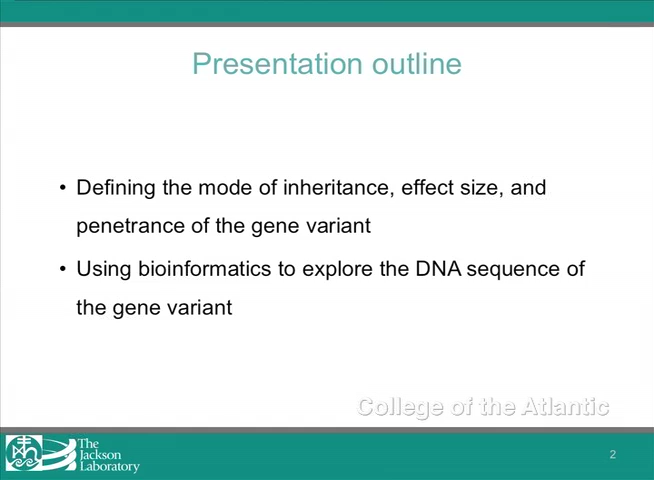 Presentation outline
• Defining the mode of inheritance, effect size, and
penetrance of the gene variant
• Using bioinformatics to explore the DNA sequence of
the gene variant
College of the Atlantic
The
Jackson
Laboratory
2